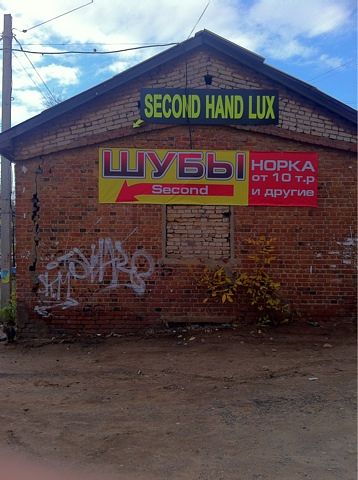 SECOND HAND LUX
ШУБЫ
Second
НОРКА
от 10 т.р
и другие